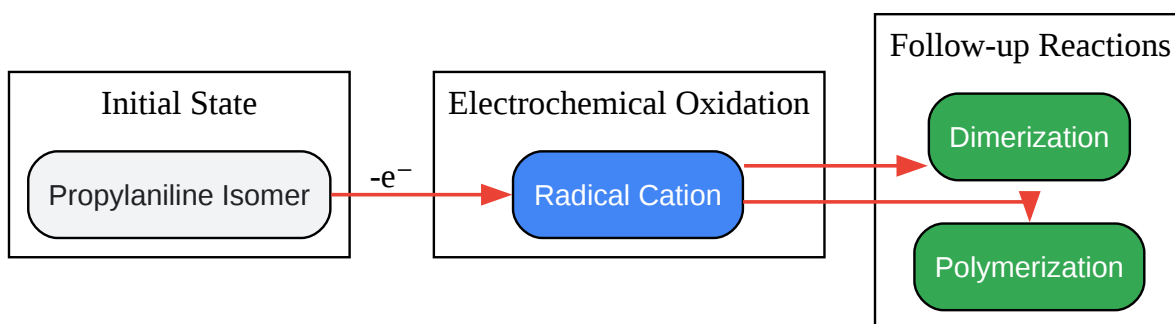 Initial State
Propylaniline Isomer
-e⁻
Electrochemical Oxidation
Radical Cation
Follow-up Reactions
Dimerization
Polymerization